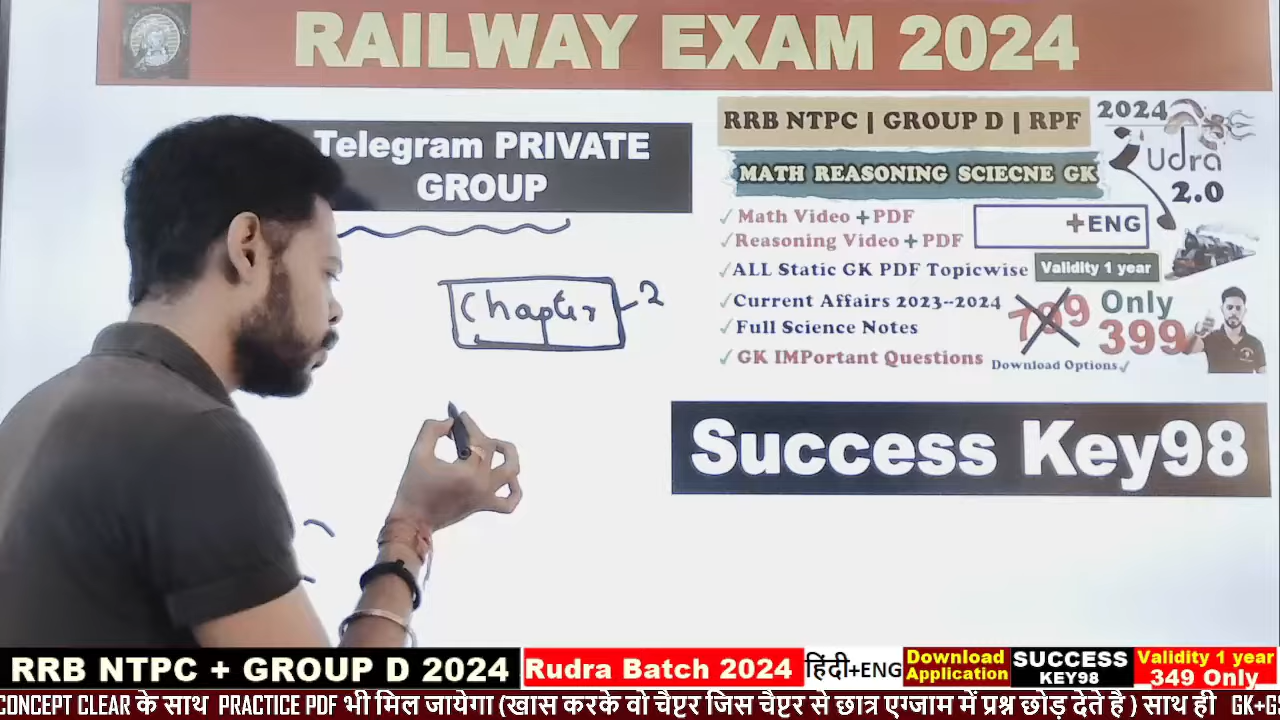 RAILWAY EXAM 2024
Telegram PRIVATE
GROUP
Chapter - 2
RRB NTPC | GROUP D | RPF
2024
MATH REASONING SCIECNE GK
Rudra
2.0
✓Math Video + PDF
✓Reasoning Video + PDF
+ENG
✓ALL Static GK PDF Topicwise
Validity 1 year
✓Current Affairs 2023--2024
799
Only
399
✓Full Science Notes
✓GK IMPortant Questions
Download Options✓
Success Key98
RRB NTPC + GROUP D 2024
Rudra Batch 2024
हिंदी+ENG
Download
Application
SUCCESS
KEY98
Validity 1 year
349 Only
CONCEPT CLEAR के साथ PRACTICE PDF भी मिल जायेगा (खास करके वो चैप्टर जिस चैप्टर से छात्र एग्जाम में प्रश्न छोड़ देते है ) साथ ही GK+G